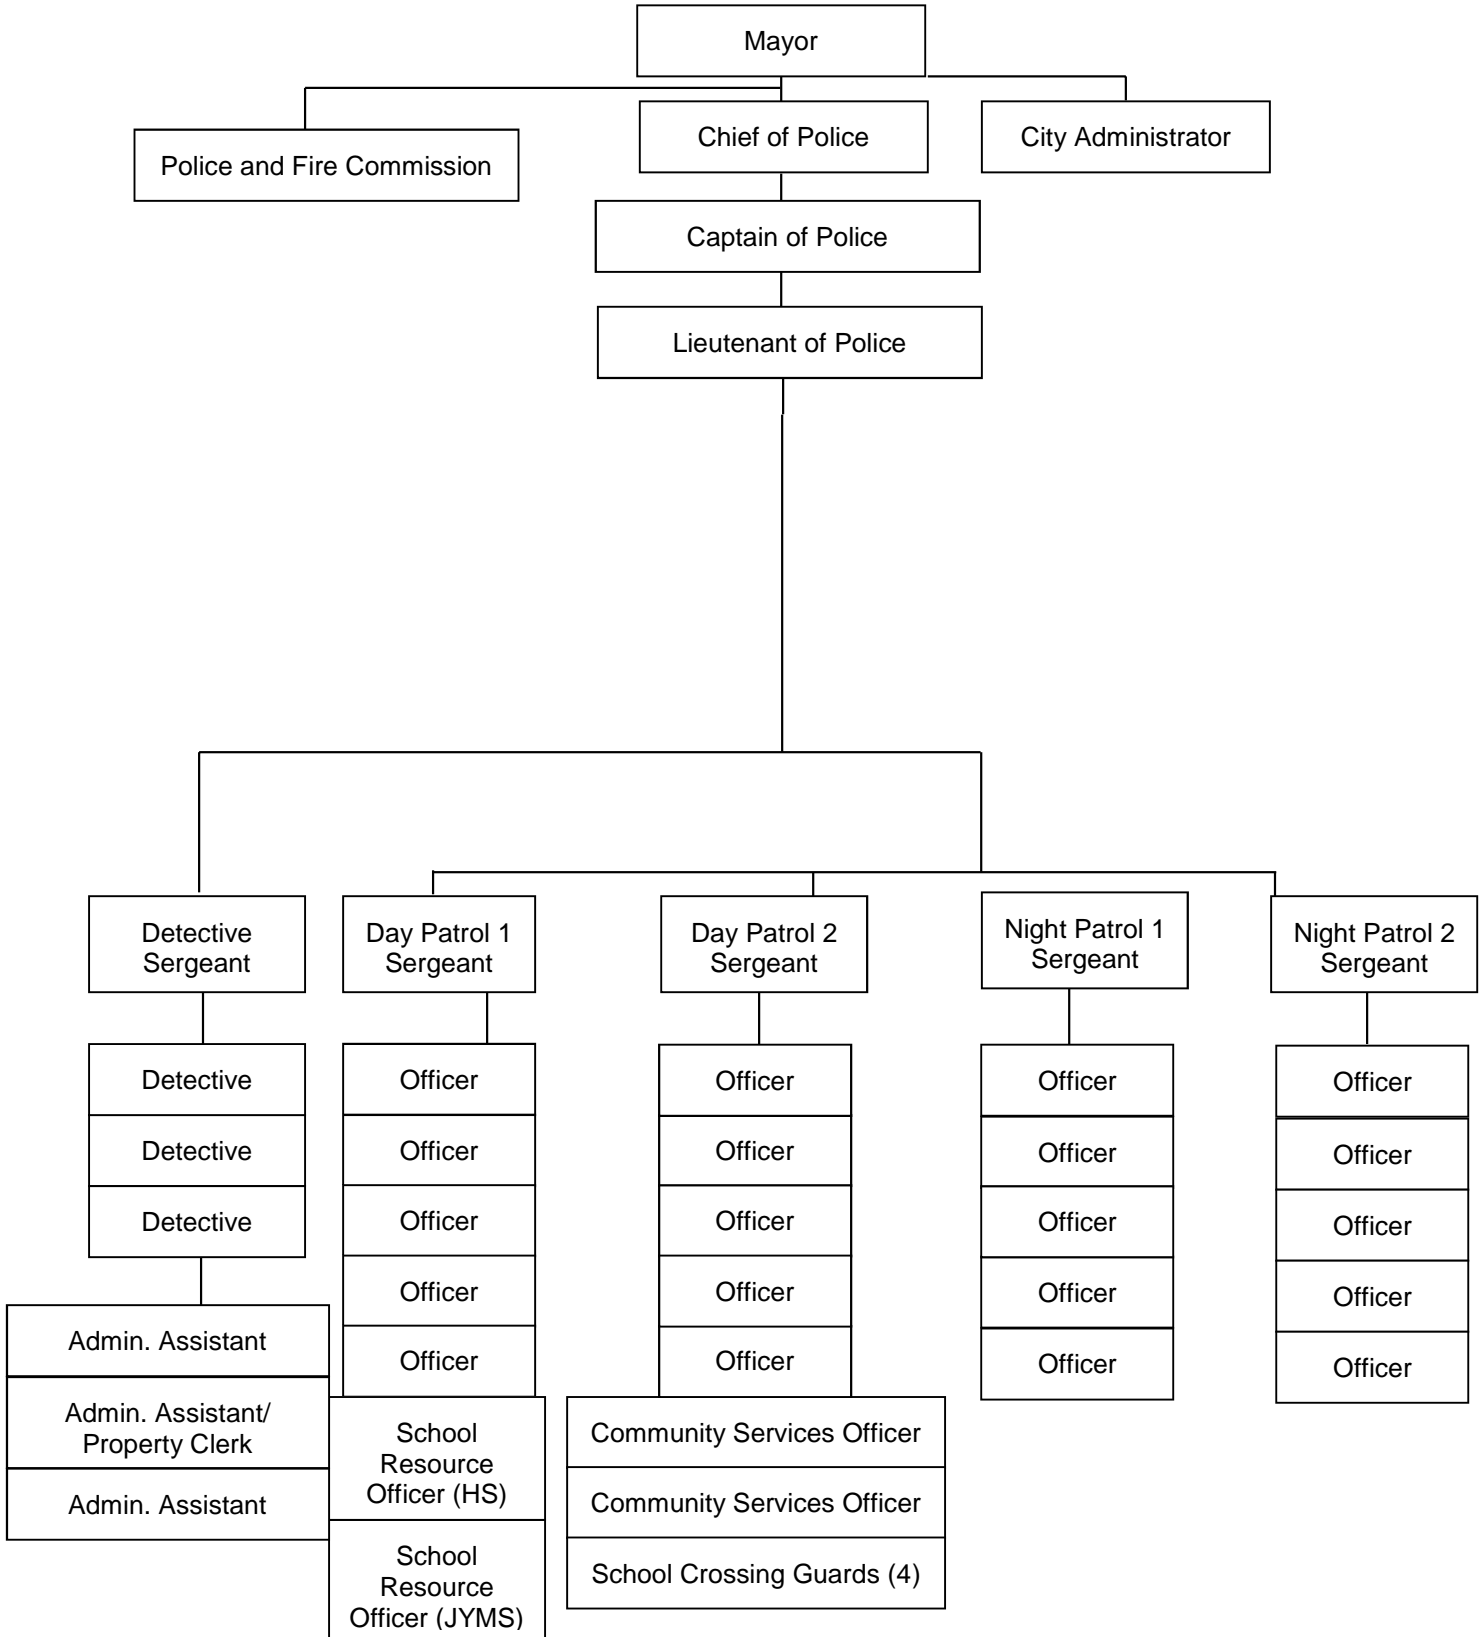 Mayor
Police and Fire Commission
Chief of Police
City Administrator
Captain of Police
Lieutenant of Police
Detective
Sergeant
Day Patrol 1
Sergeant
Day Patrol 2
Sergeant
Night Patrol 1
Sergeant
Night Patrol 2
Sergeant
Detective
Detective
Detective
Admin. Assistant
Admin. Assistant/
Property Clerk
Admin. Assistant
Officer
Officer
Officer
Officer
Officer
School
Resource
Officer (HS)
School
Resource
Officer (JYMS)
Officer
Officer
Officer
Officer
Officer
Community Services Officer
Community Services Officer
School Crossing Guards (4)
Officer
Officer
Officer
Officer
Officer
Officer
Officer
Officer
Officer
Officer